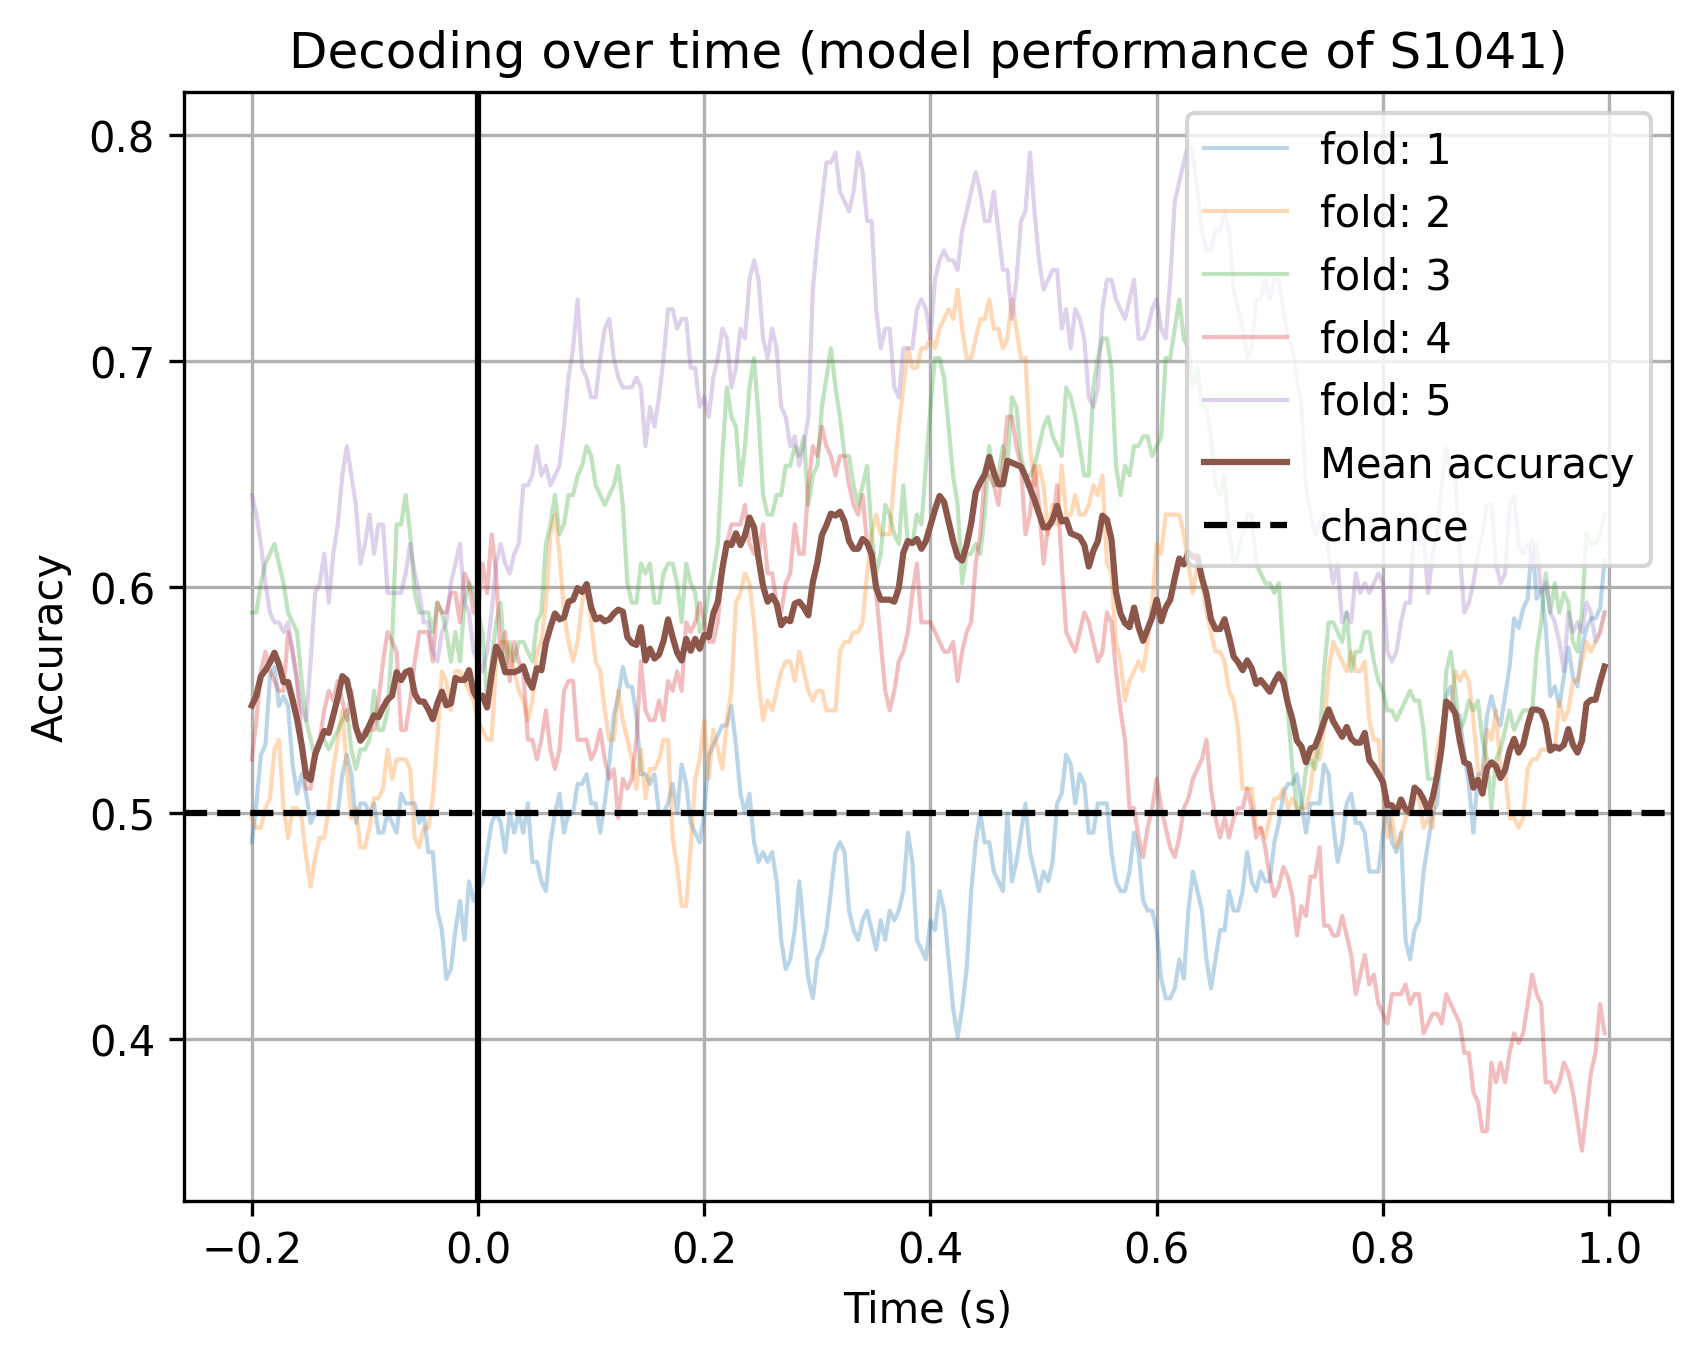 Decoding over time (model performance of S1041)
Accuracy
0.8
0.7
0.6
0.5
0.4
fold: 1
fold: 2
fold: 3
fold: 4
fold: 5
Mean accuracy
chance
−0.2 0.0 0.2 0.4 0.6 0.8 1.0
Time (s)